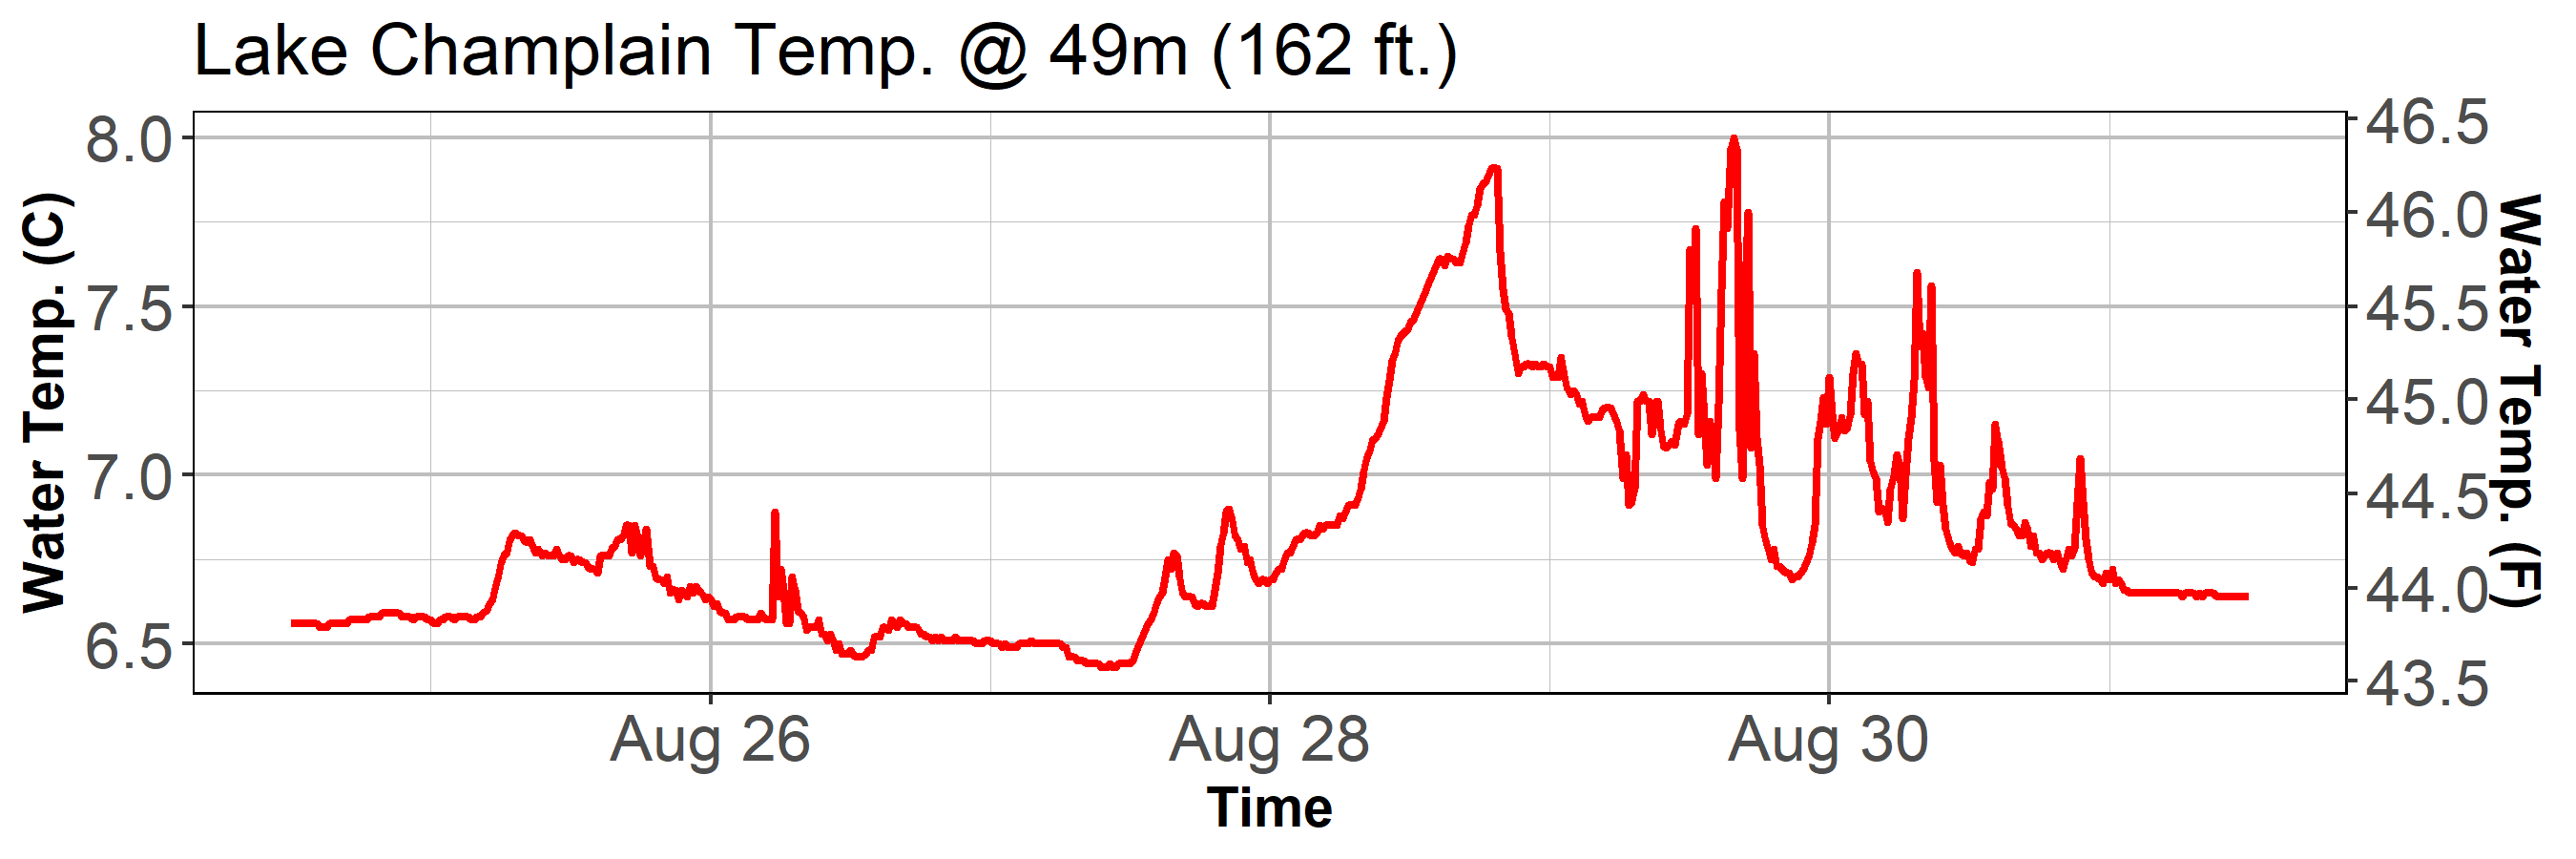 Lake Champlain Temp. @ 49m (162 ft.)
Water Temp. (C)
8.0
7.5
7.0
6.5
46.5
46.0
45.5
45.0
44.5
44.0
43.5
Water Temp. (F)
Aug 26 Aug 28 Aug 30
Time